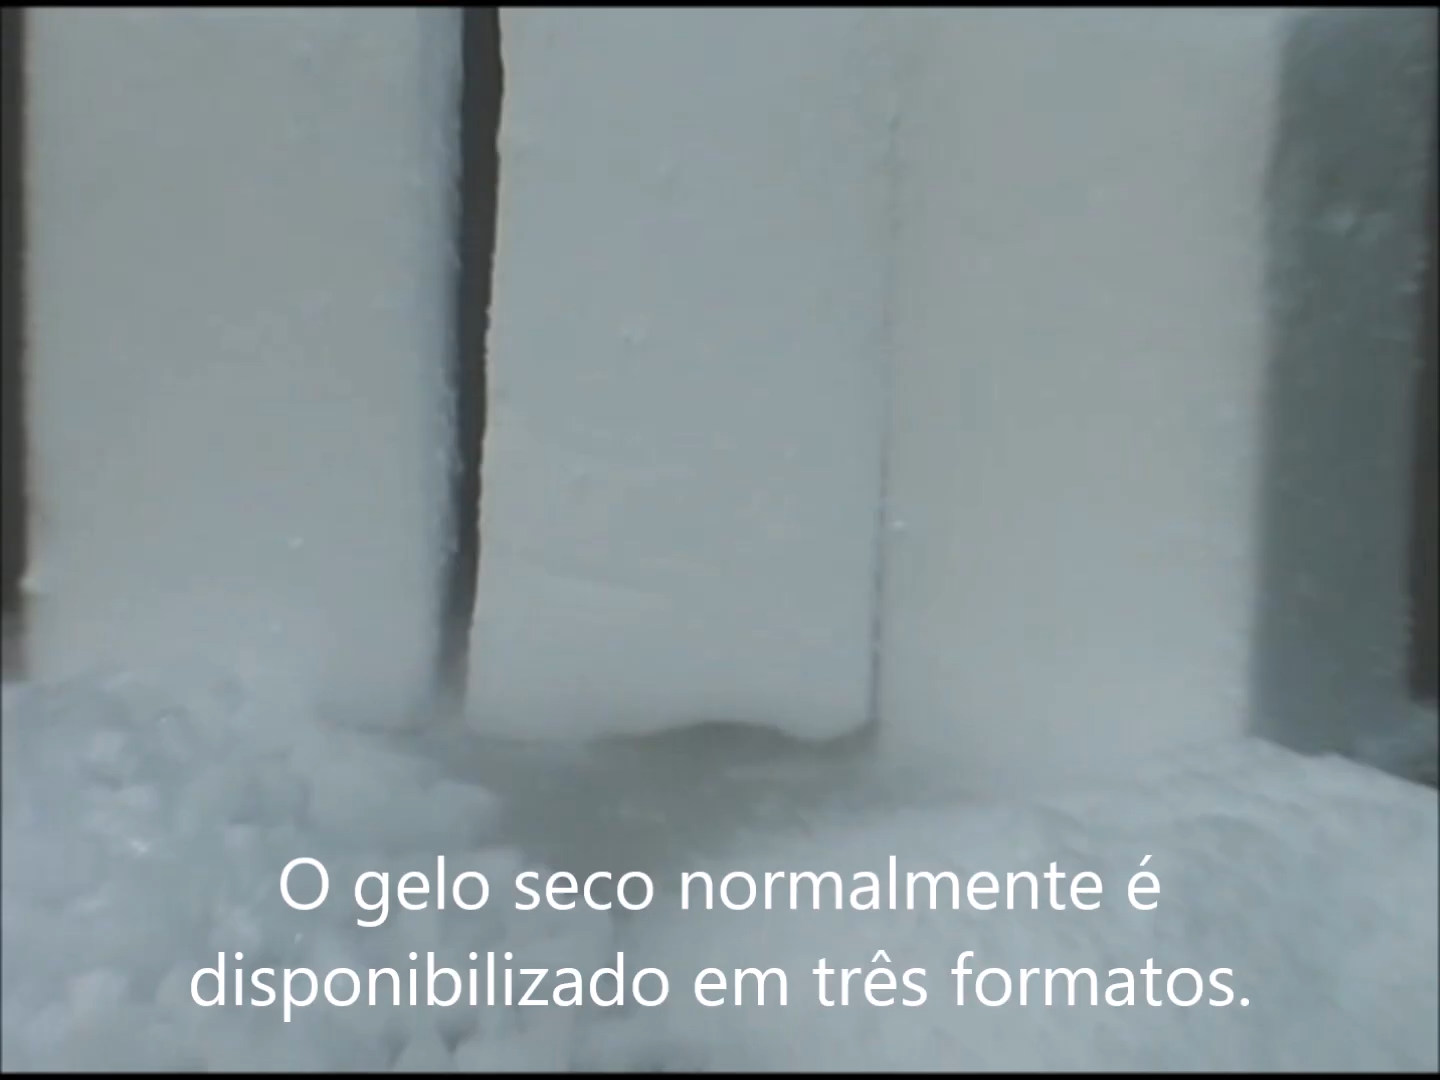 O gelo seco normalmente é
disponibilizado em três formatos.